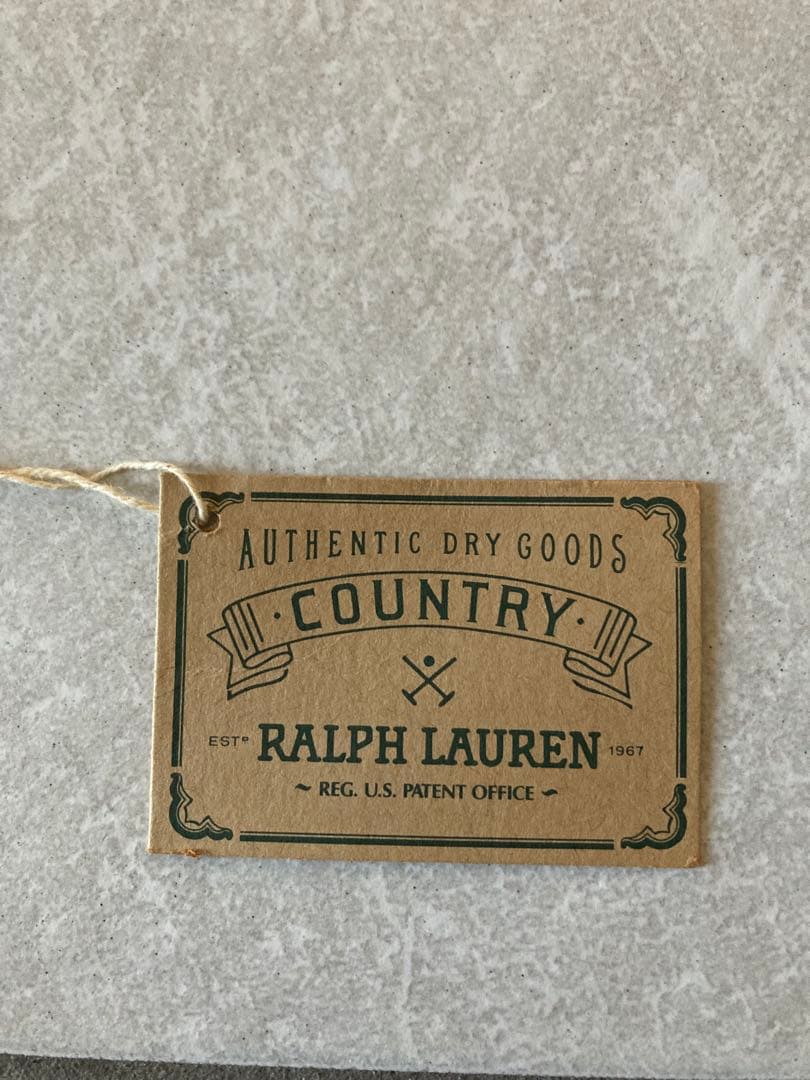 AUTHENTIC DRY GOODS
·COUNTRY·
ESTᴰ RALPH LAUREN 1967
~ REG. U.S. PATENT OFFICE ~